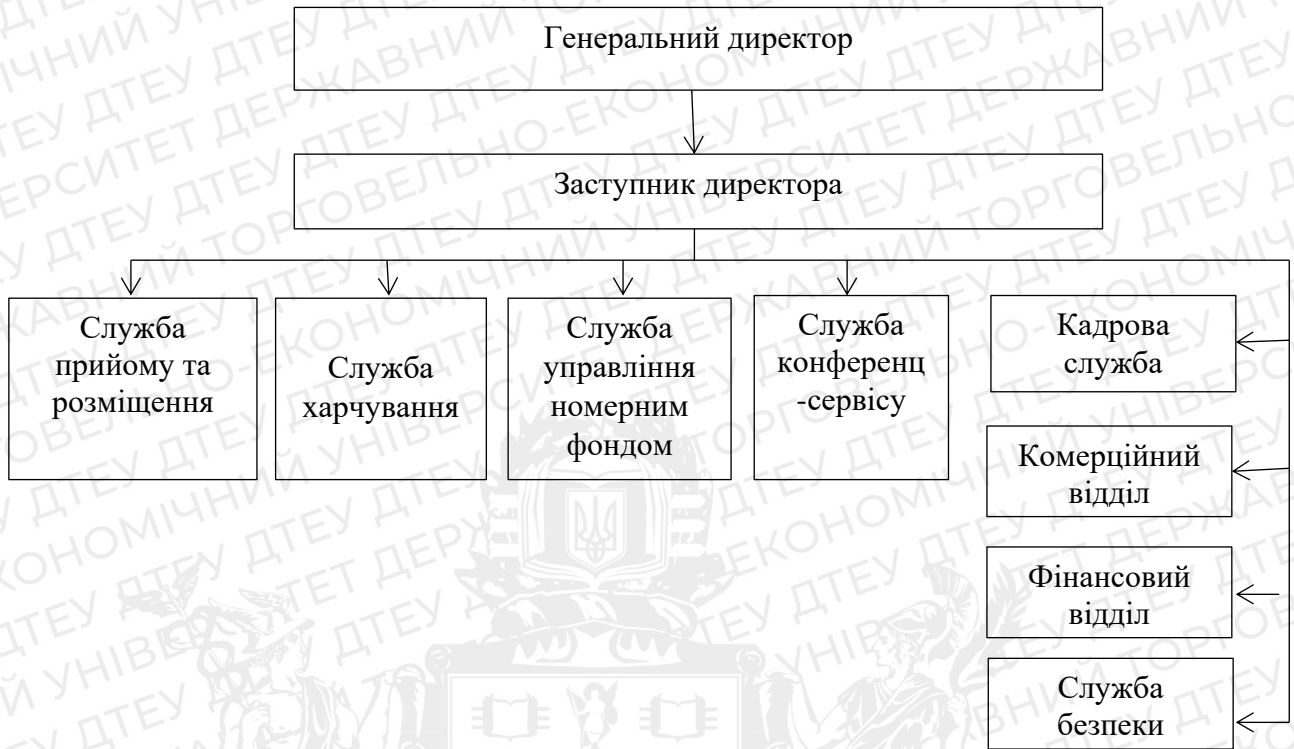 Генеральний директор
Заступник директора
Служба
прийому та
розміщення
Служба
харчування
Служба
управління
номерним
фондом
Служба
конференц
-сервісу
Кадрова
служба
Комерційний
відділ
Фінансовий
відділ
Служба
безпеки